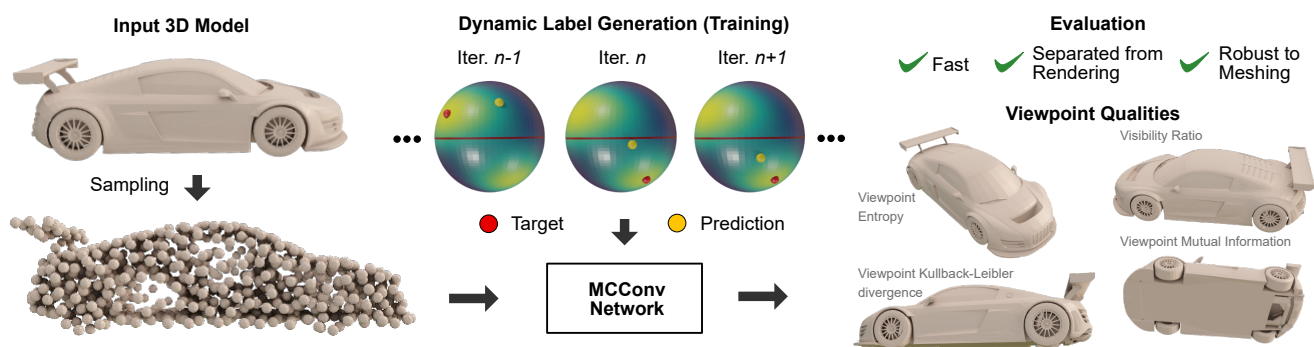 Input 3D Model
Sampling
Dynamic Label Generation (Training)
Iter. n-1
Iter. n
Iter. n+1
Target
Prediction
MCConv
Network
Evaluation
Fast
Separated from
Rendering
Robust to
Meshing
Viewpoint Qualities
Visibility Ratio
Viewpoint
Entropy
Viewpoint Mutual Information
Viewpoint Kullback-Leibler
divergence